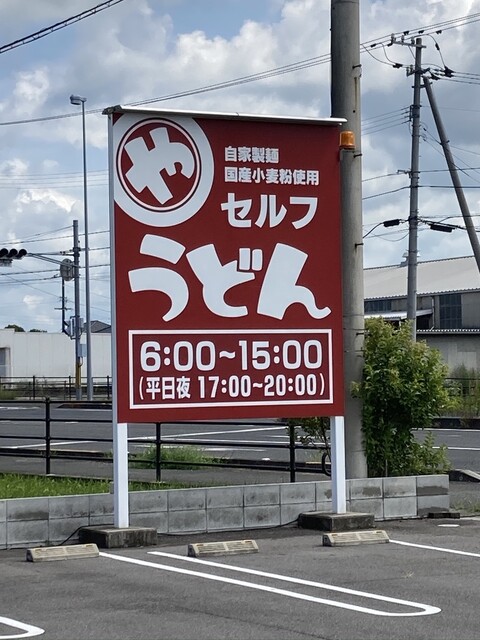 や
自家製麺
国産小麦粉使用
セルフ
うどん
6:00～15:00
(平日夜 17:00～20:00)